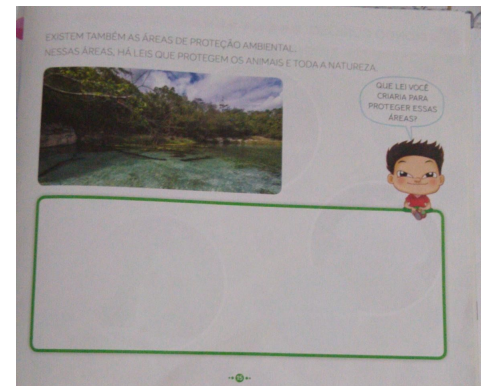 EXISTEM TAMBÉM AS ÁREAS DE PROTEÇÃO AMBIENTAL.
NESSAS ÁREAS, HÁ LEIS QUE PROTEGEM OS ANIMAIS E TODA A NATUREZA.
QUE LEI VOCÊ
CRIARIA PARA
PROTEGER ESSAS
ÁREAS?